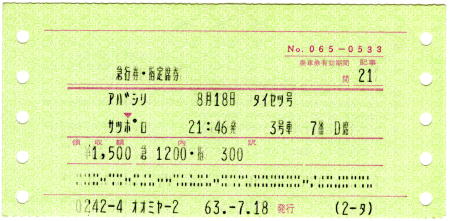 No. 065-0533
乗車券有効期間 記事
急行券・指定席券 間 21
アバシリ 8月18日 タイセツ号
サツポロ 21:46発 3号車 7番 D席
領収額 内訳
¥1,500 急 1200・指 300
0242-4 オオミヤ-2 63.-7.18 発行 (2-タ)